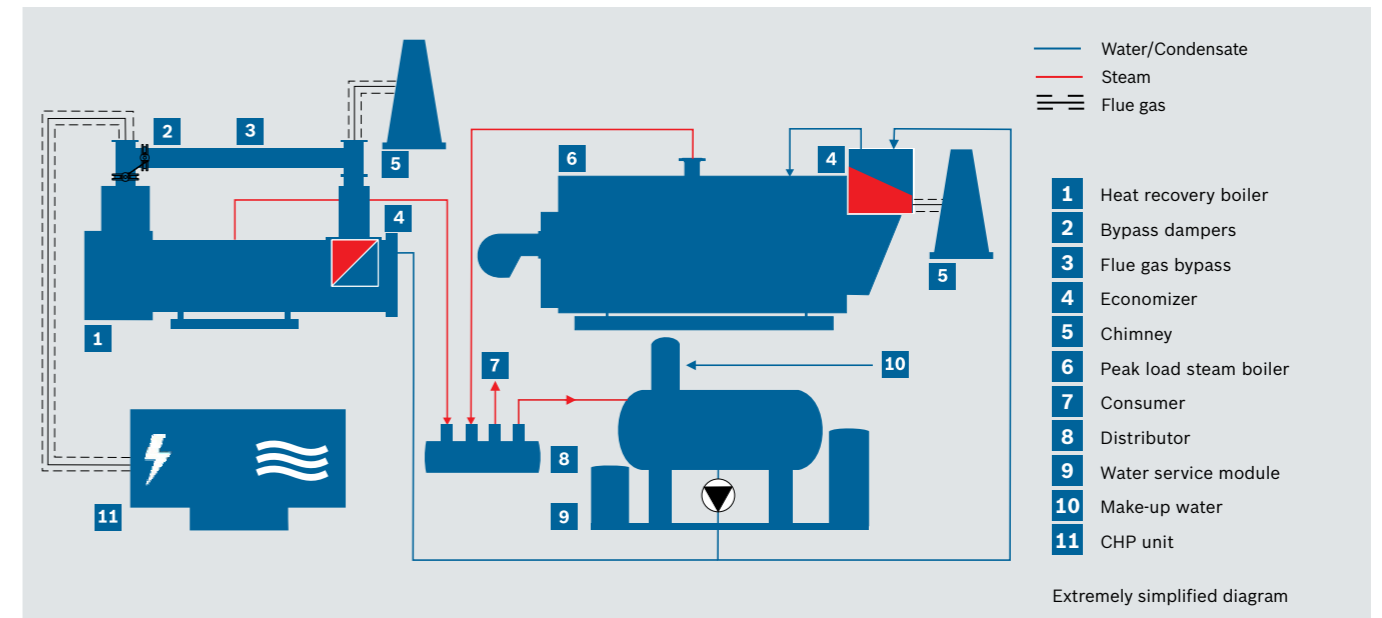 Water/Condensate
Steam
Flue gas
2
3
5
4
1
11
6
4
5
7
10
8
9
1 Heat recovery boiler
2 Bypass dampers
3 Flue gas bypass
4 Economizer
5 Chimney
6 Peak load steam boiler
7 Consumer
8 Distributor
9 Water service module
10 Make-up water
11 CHP unit
Extremely simplified diagram